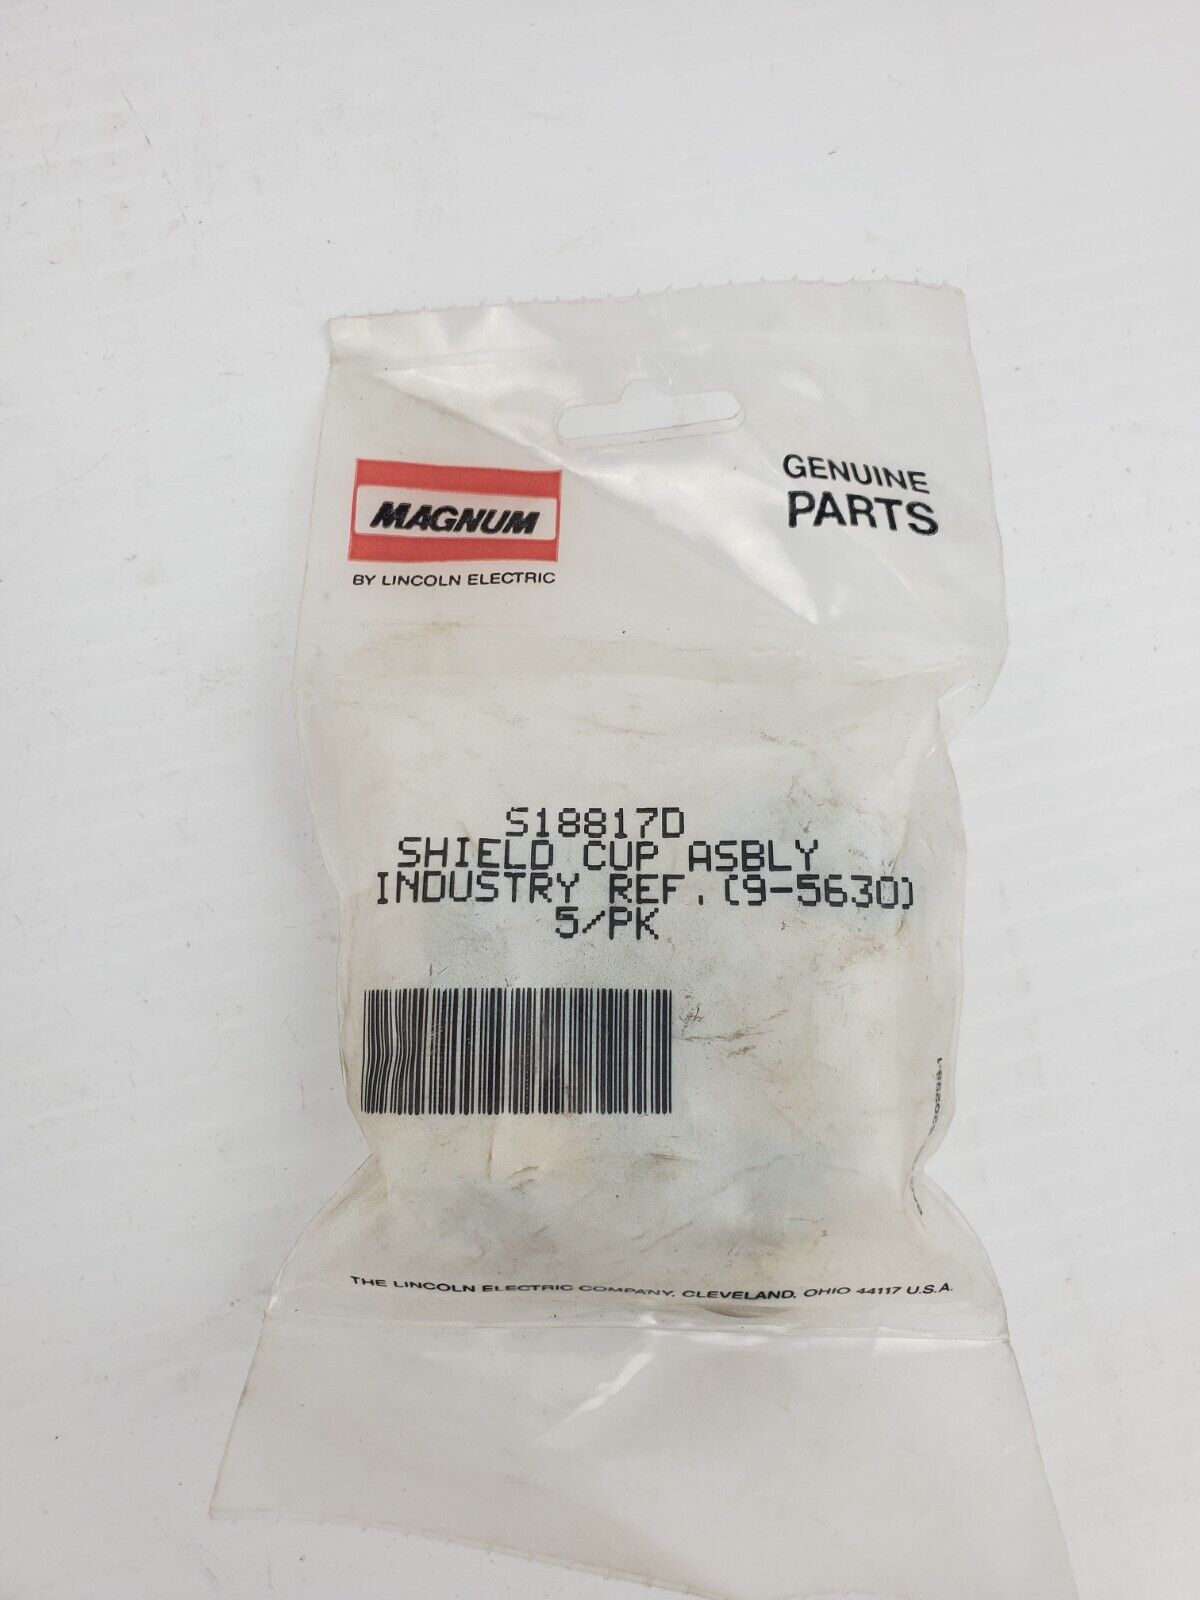 MAGNUM
BY LINCOLN ELECTRIC
GENUINE
PARTS
S18817D
SHIELD CUP ASBLY
INDUSTRY REF. (9-5630)
5/PK
THE LINCOLN ELECTRIC COMPANY, CLEVELAND, OHIO 44117 U.S.A.